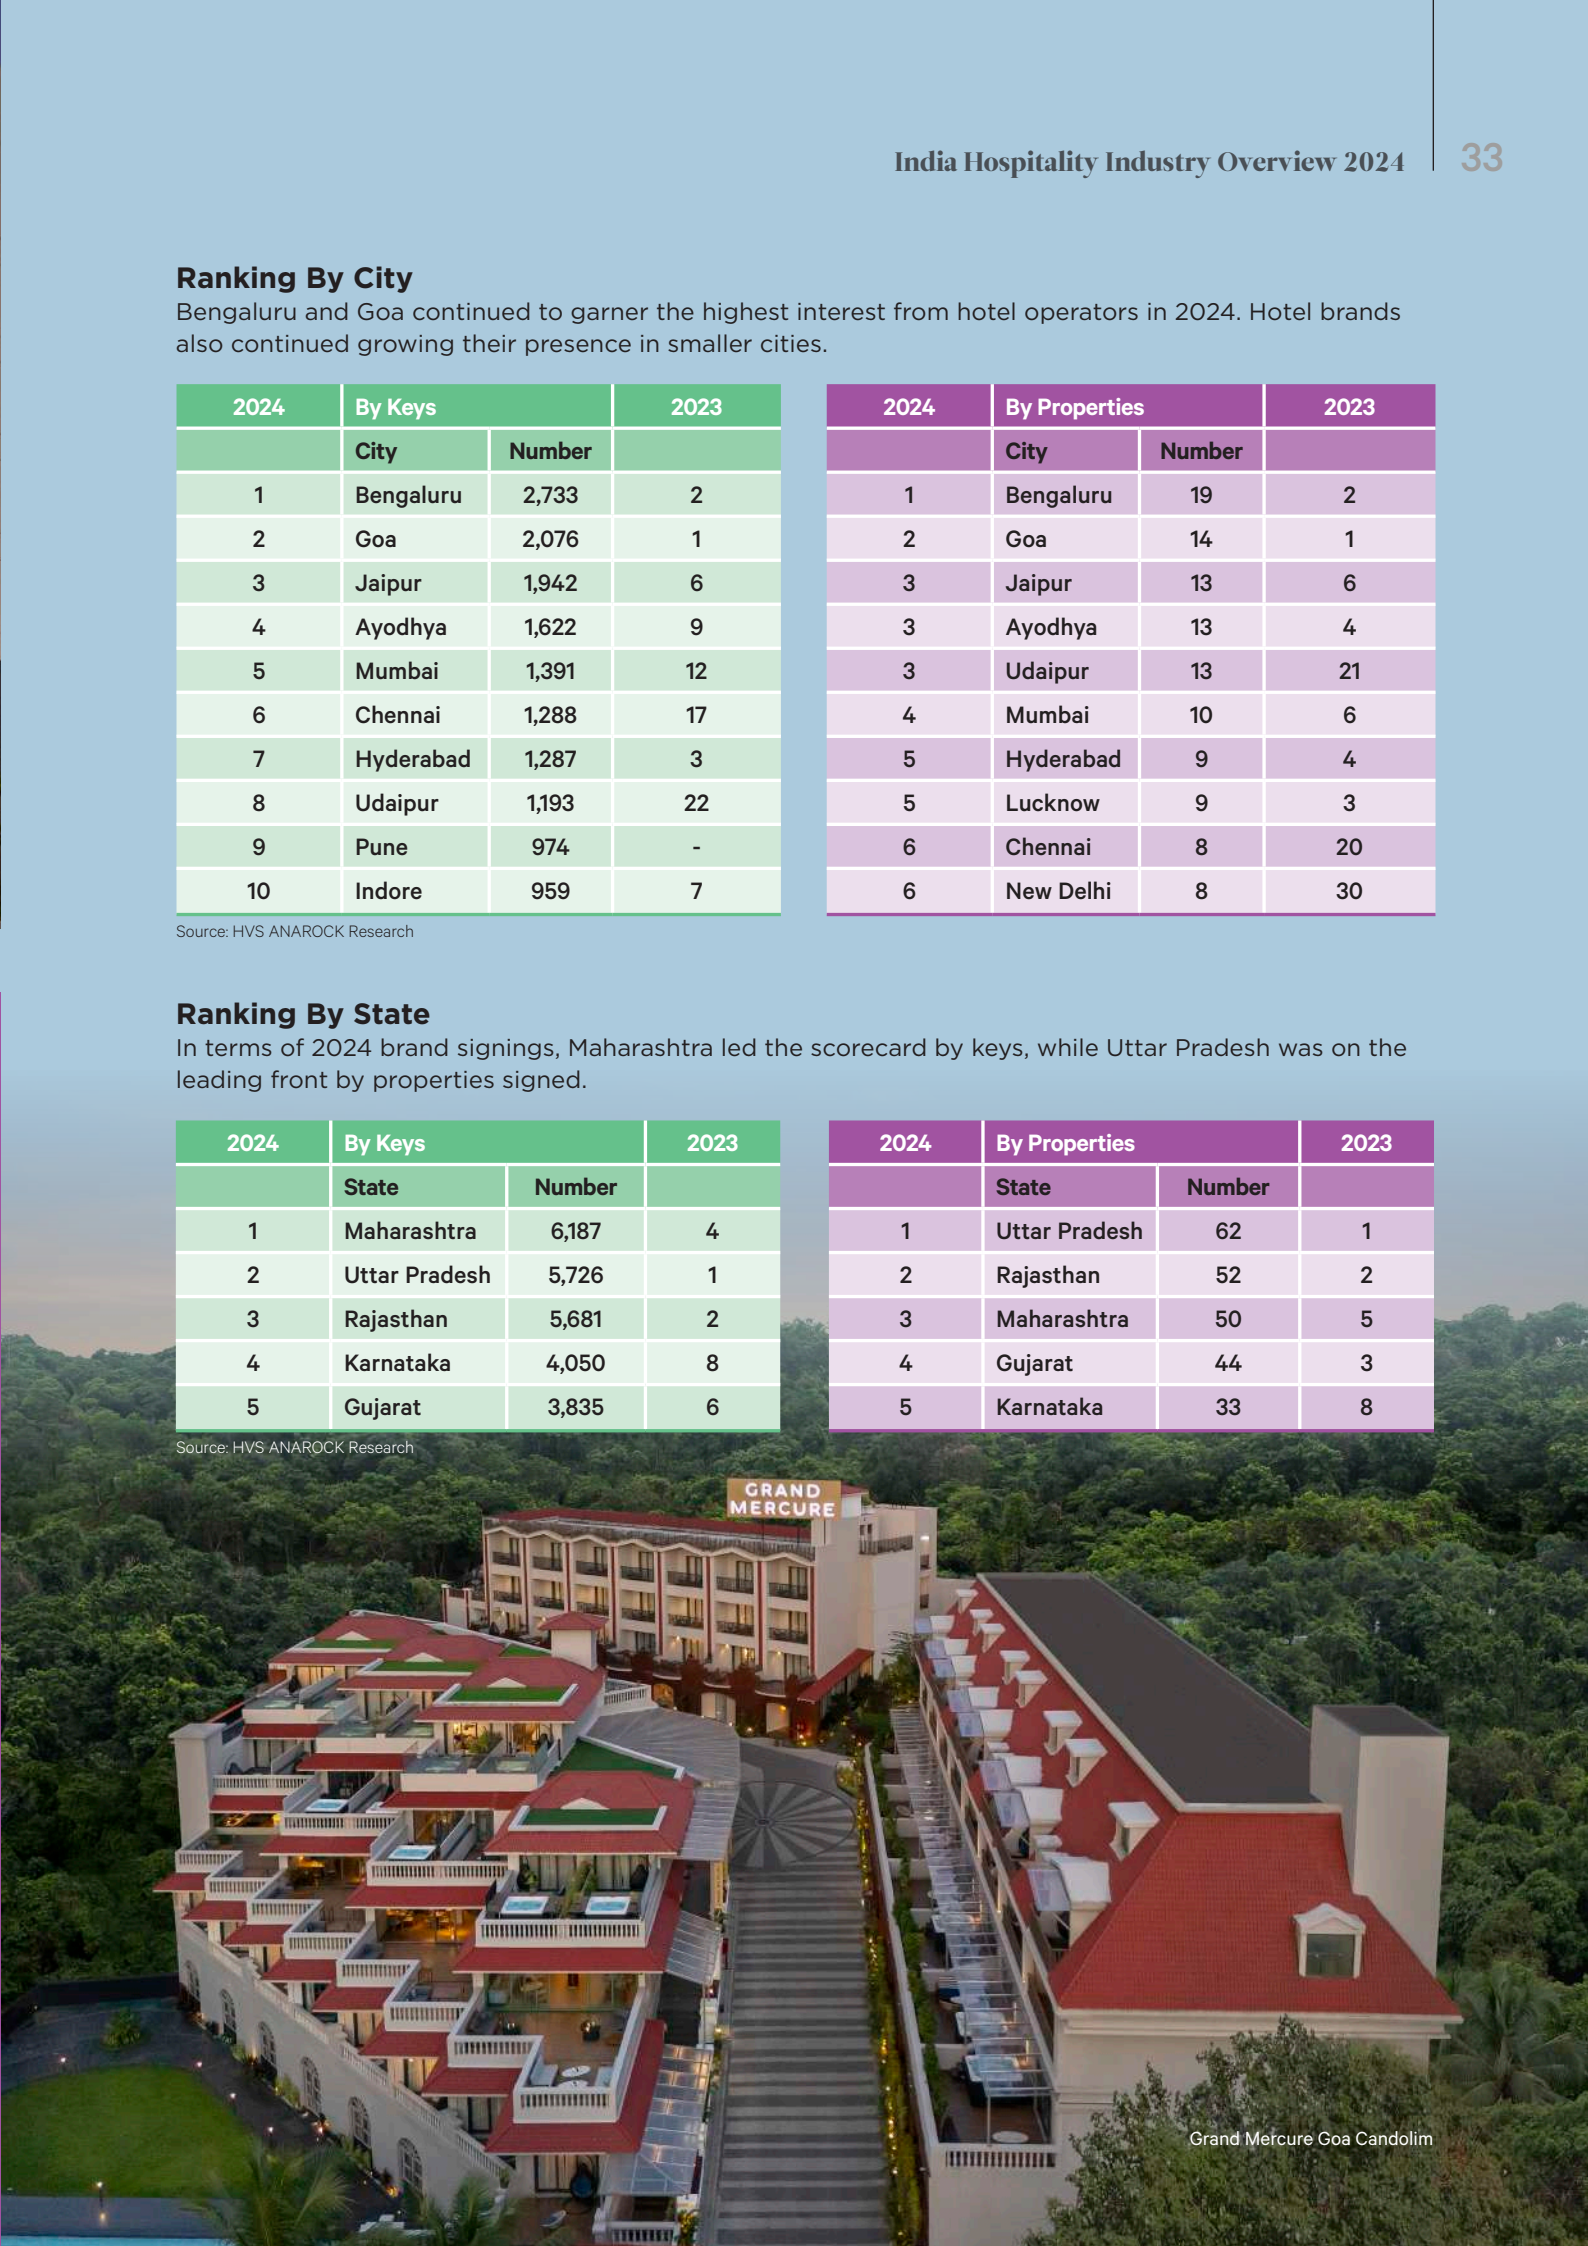 India Hospitality Industry Overview 2024 33
Ranking By City
Bengaluru and Goa continued to garner the highest interest from hotel operators in 2024. Hotel brands
also continued growing their presence in smaller cities.
2024 By Keys 2023
City Number
1 Bengaluru 2,733 2
2 Goa 2,076 1
3 Jaipur 1,942 6
4 Ayodhya 1,622 9
5 Mumbai 1,391 12
6 Chennai 1,288 17
7 Hyderabad 1,287 3
8 Udaipur 1,193 22
9 Pune 974 -
10 Indore 959 7
2024 By Properties 2023
City Number
1 Bengaluru 19 2
2 Goa 14 1
3 Jaipur 13 6
3 Ayodhya 13 4
3 Udaipur 13 21
4 Mumbai 10 6
5 Hyderabad 9 4
5 Lucknow 9 3
6 Chennai 8 20
6 New Delhi 8 30
Source: HVS ANAROCK Research
Ranking By State
In terms of 2024 brand signings, Maharashtra led the scorecard by keys, while Uttar Pradesh was on the
leading front by properties signed.
2024 By Keys 2023
State Number
1 Maharashtra 6,187 4
2 Uttar Pradesh 5,726 1
3 Rajasthan 5,681 2
4 Karnataka 4,050 8
5 Gujarat 3,835 6
2024 By Properties 2023
State Number
1 Uttar Pradesh 62 1
2 Rajasthan 52 2
3 Maharashtra 50 5
4 Gujarat 44 3
5 Karnataka 33 8
Source: HVS ANAROCK Research
GRAND
MERCURE
Grand Mercure Goa Candolim